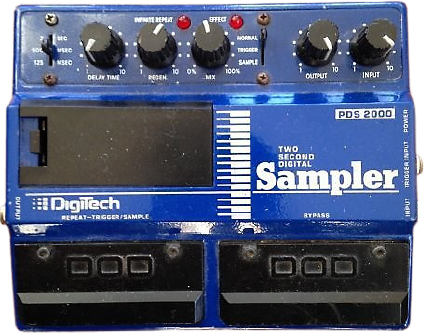 INFINITE REPEAT EFFECT
2 SEC
500 MSEC
125 MSEC
1 10 1 10 0% 100%
DELAY TIME REGEN. MIX
NORMAL
TRIGGER
SAMPLE
1 10 1 10
OUTPUT INPUT
PDS 2000
TWO
SECOND
DIGITAL
Sampler
DigiTech
REPEAT-TRIGGER/SAMPLE
BYPASS
OUTPUT
INPUT TRIGGER INPUT POWER